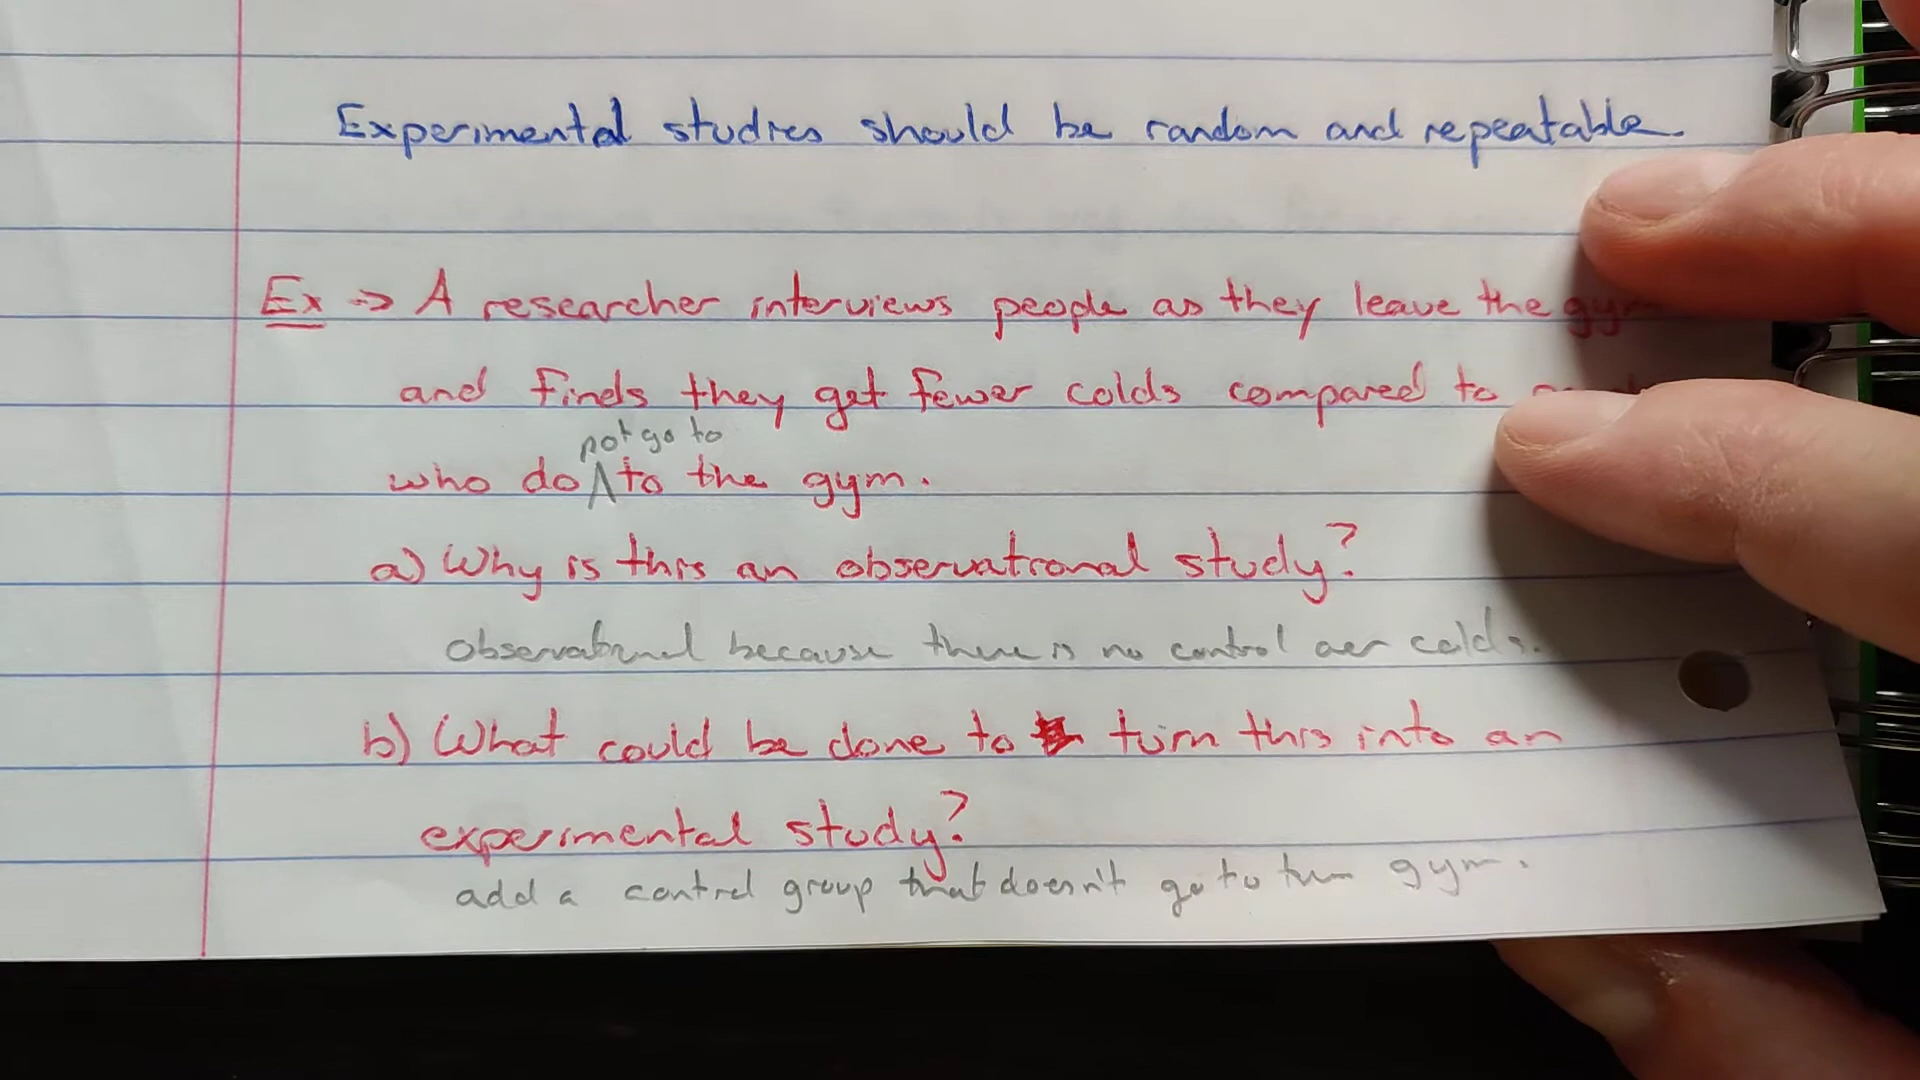 Experimental studies should be random and repeatable.
Ex → A researcher interviews people as they leave the gym
and finds they get fewer colds compared to
not go to
who do ∧ to the gym.
a) Why is this an observational study?
observational because there is no control over colds.
b) What could be done to turn this into an
experimental study?
add a control group that doesn't go to the gym.